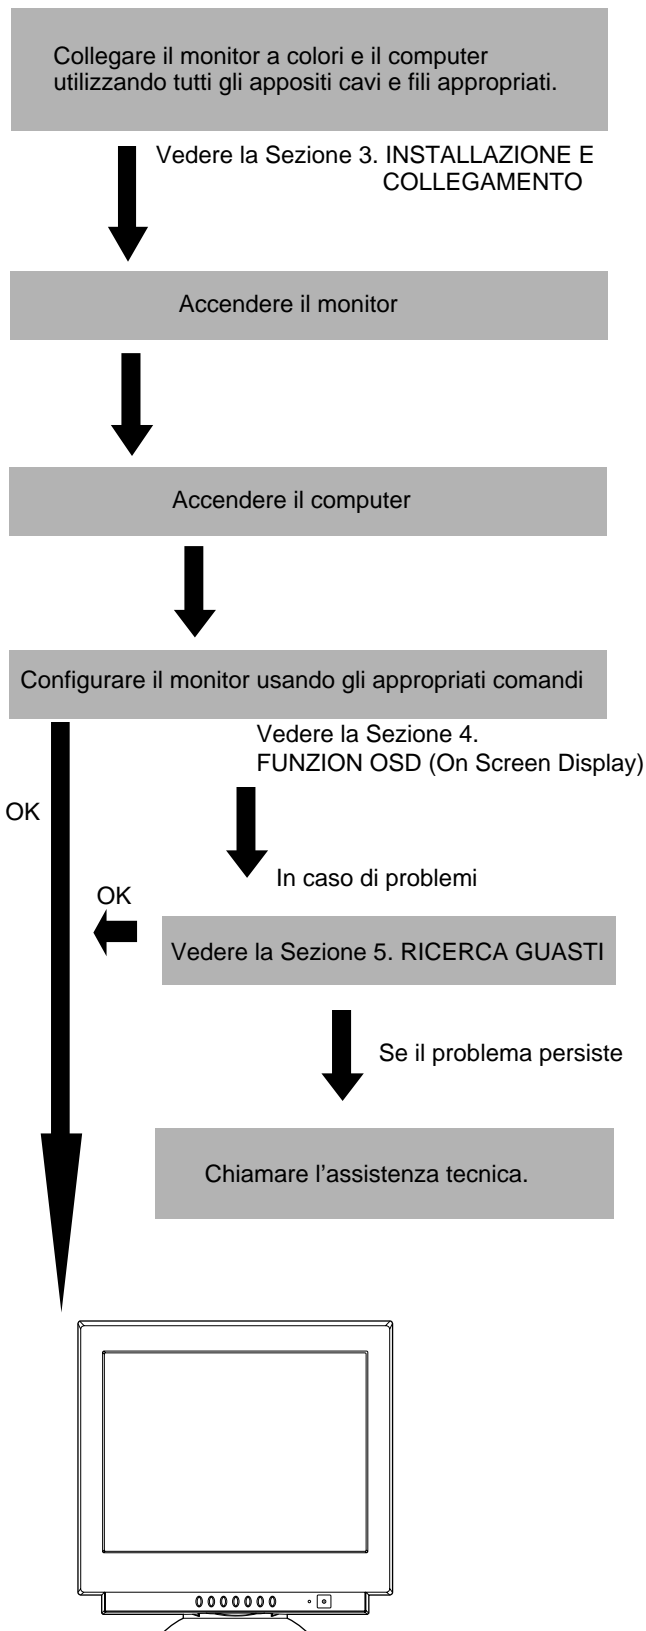 Collegare il monitor a colori e il computer
utilizzando tutti gli appositi cavi e fili appropriati.
Vedere la Sezione 3. INSTALLAZIONE E
COLLEGAMENTO
Accendere il monitor
Accendere il computer
Configurare il monitor usando gli appropriati comandi
Vedere la Sezione 4.
FUNZION OSD (On Screen Display)
OK
In caso di problemi
OK
Vedere la Sezione 5. RICERCA GUASTI
Se il problema persiste
Chiamare l’assistenza tecnica.